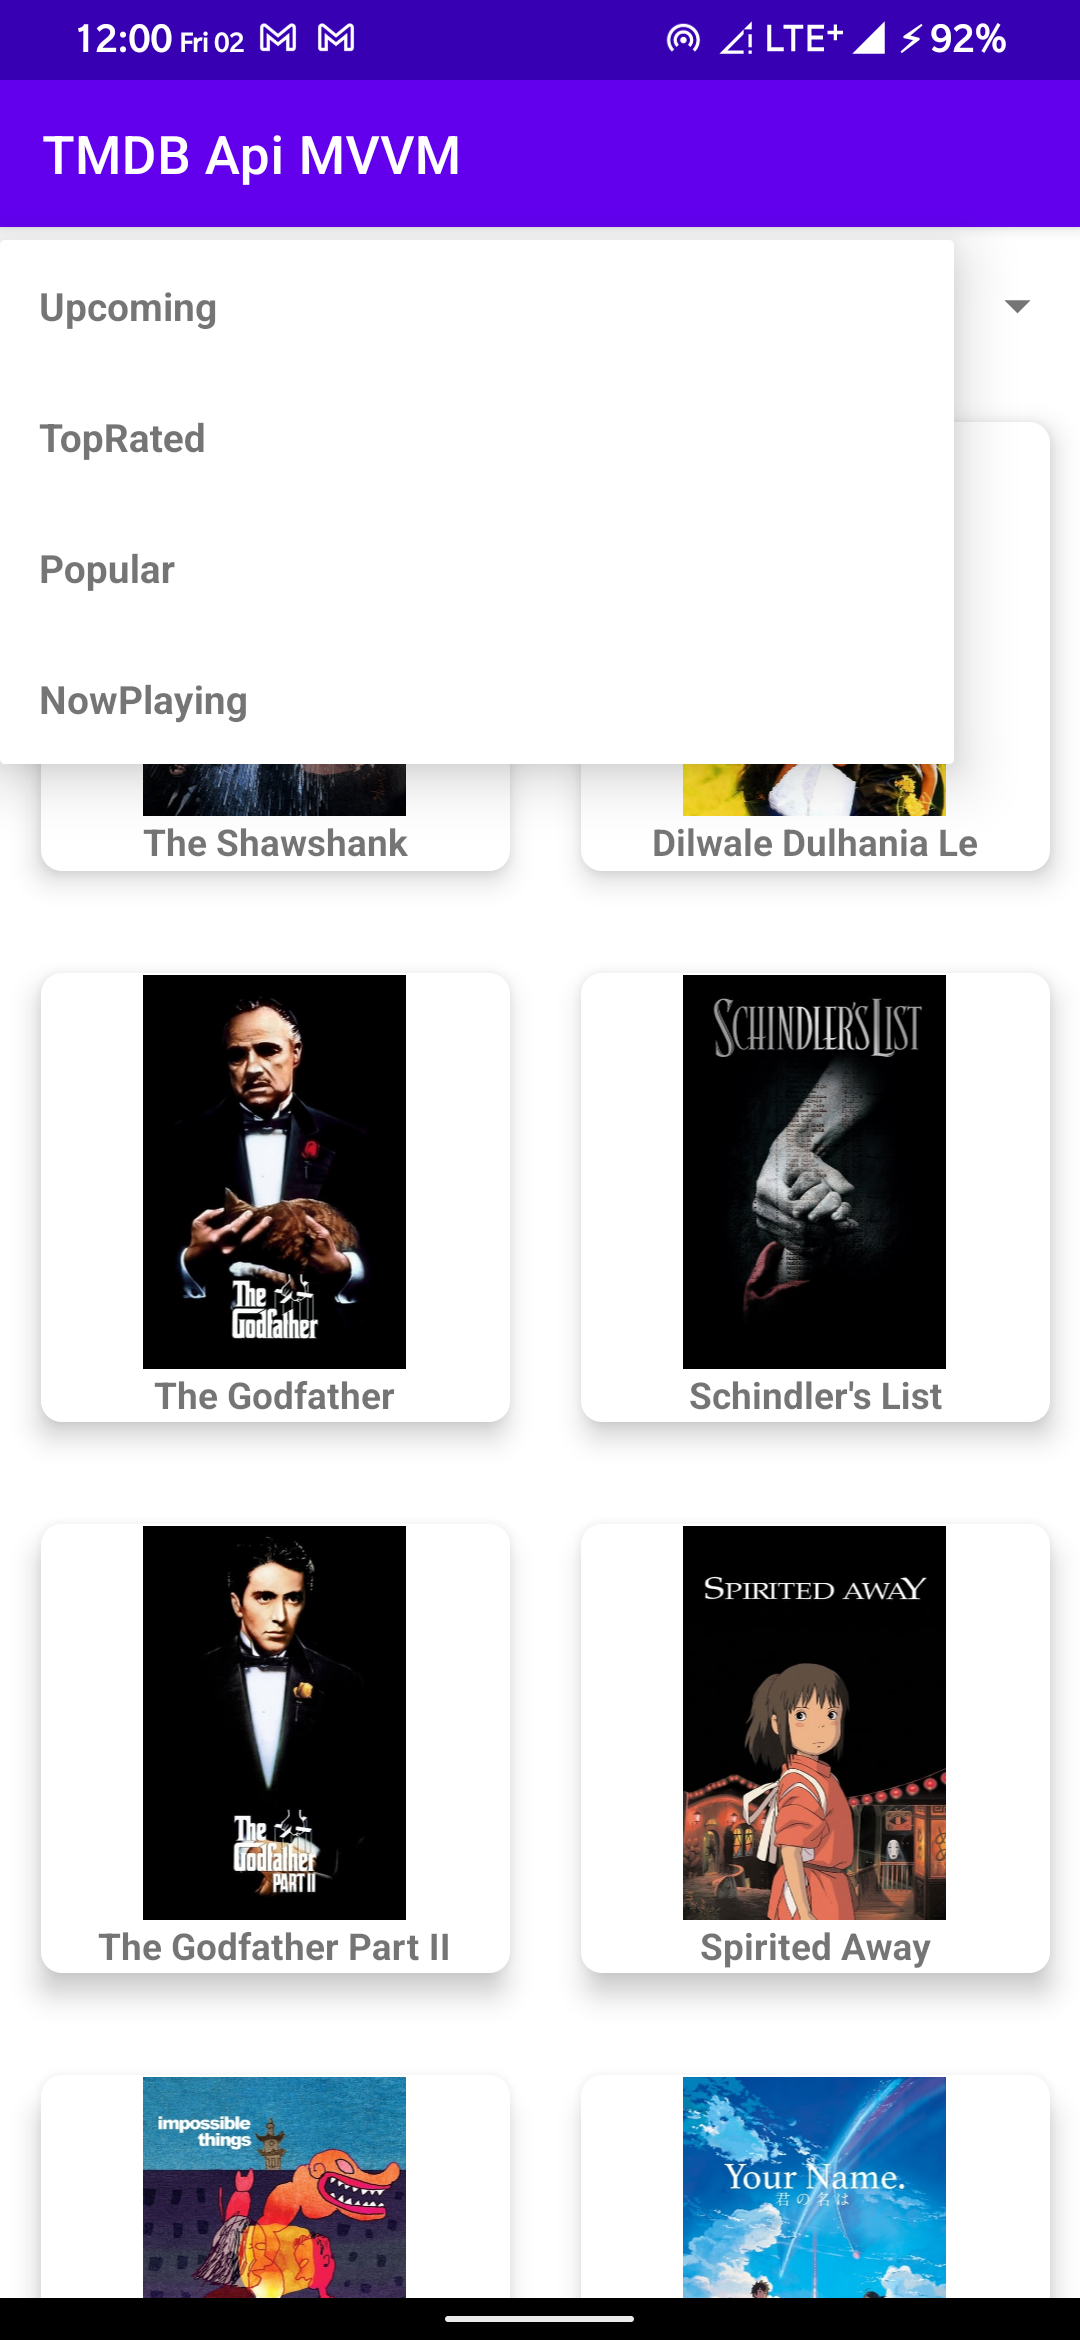 12:00 Fri 02 LTE+ 92%
TMDB Api MVVM
Upcoming
TopRated
Popular
NowPlaying
The Shawshank
Dilwale Dulhania Le
The
Godfather
SCHINDLER'S LIST
The Godfather
Schindler's List
The
Godfather
PART II
SPIRITED AWAY
The Godfather Part II
Spirited Away
impossible
things
Your Name.
君の名は